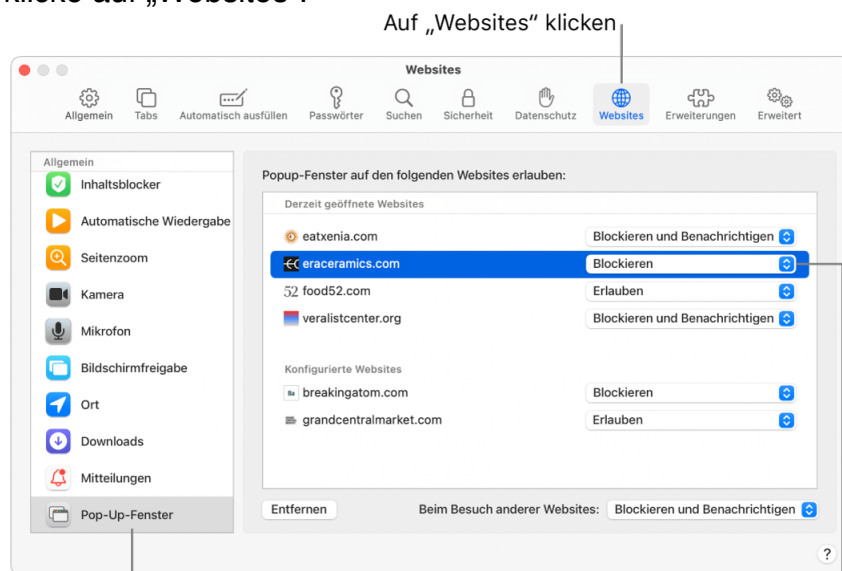 klicke auf „Websites“.
Auf „Websites“ klicken
Websites
Allgemein Tabs Automatisch ausfüllen Passwörter Suchen Sicherheit Datenschutz Websites Erweiterungen Erweitert
Allgemein
Inhaltsblocker
Automatische Wiedergabe
Seitenzoom
Kamera
Mikrofon
Bildschirmfreigabe
Ort
Downloads
Mitteilungen
Pop-Up-Fenster
Popup-Fenster auf den folgenden Websites erlauben:
Derzeit geöffnete Websites
eatxenia.com Blockieren und Benachrichtigen
eraceramics.com Blockieren
52 food52.com Erlauben
veralistcenter.org Blockieren und Benachrichtigen
Konfigurierte Websites
breakingatom.com Blockieren
grandcentralmarket.com Erlauben
Entfernen Beim Besuch anderer Websites: Blockieren und Benachrichtigen
?